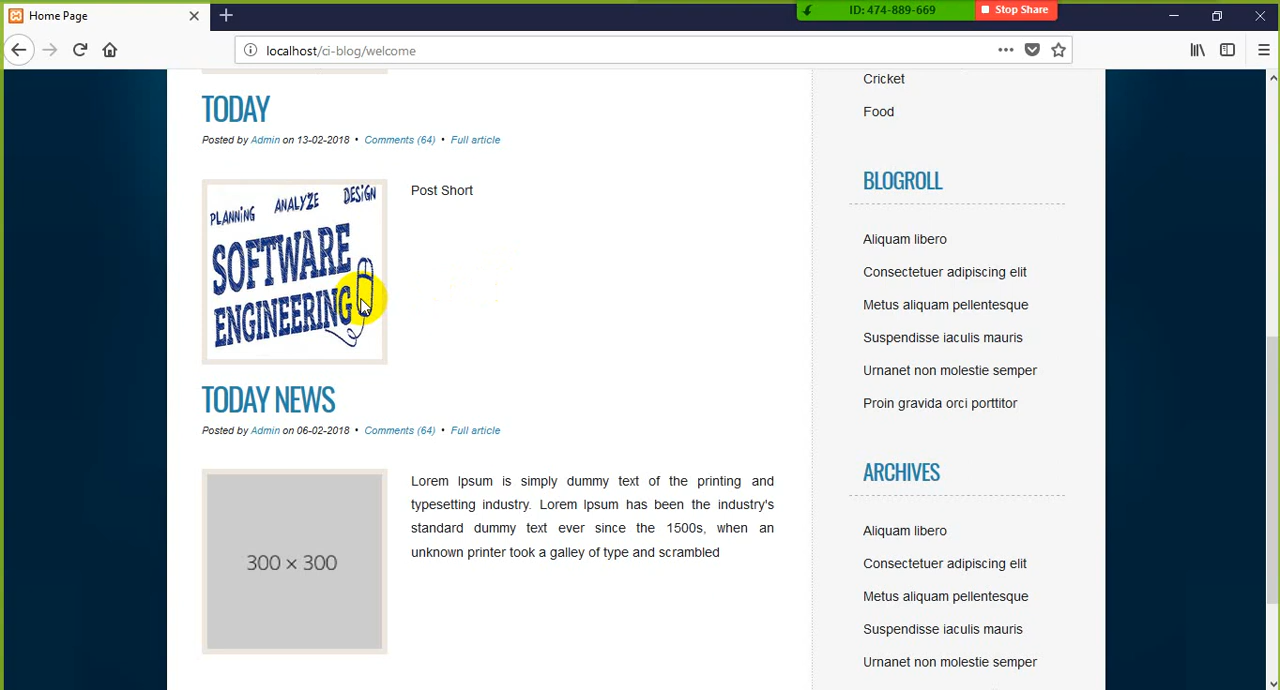 Home Page
ID: 474-889-669
Stop Share
localhost/ci-blog/welcome
TODAY
Posted by Admin on 13-02-2018 • Comments (64) • Full article
PLANNING ANALYZE DESIGN
SOFTWARE
ENGINEERING
Post Short
TODAY NEWS
Posted by Admin on 06-02-2018 • Comments (64) • Full article
300 × 300
Lorem Ipsum is simply dummy text of the printing and
typesetting industry. Lorem Ipsum has been the industry's
standard dummy text ever since the 1500s, when an
unknown printer took a galley of type and scrambled
Cricket
Food
BLOGROLL
Aliquam libero
Consectetuer adipiscing elit
Metus aliquam pellentesque
Suspendisse iaculis mauris
Urnanet non molestie semper
Proin gravida orci porttitor
ARCHIVES
Aliquam libero
Consectetuer adipiscing elit
Metus aliquam pellentesque
Suspendisse iaculis mauris
Urnanet non molestie semper